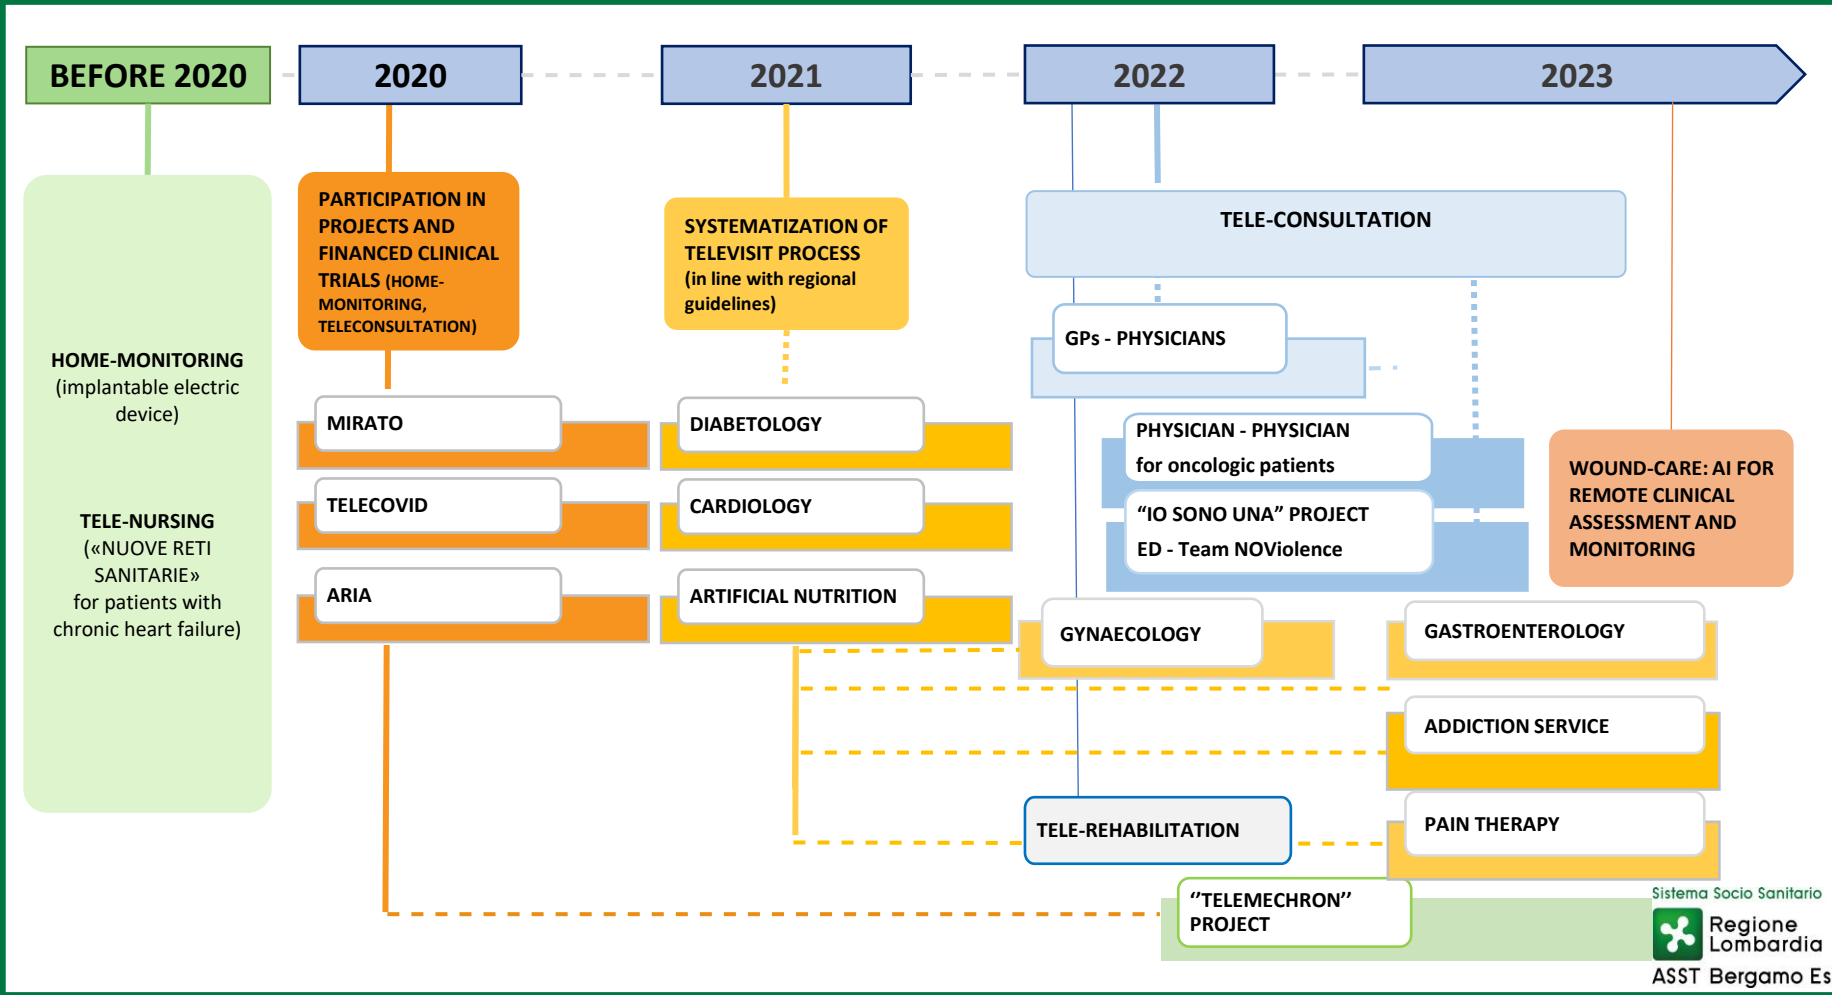 BEFORE 2020
2020
2021
2022
2023
HOME-MONITORING
(implantable electric
device)
TELE-NURSING
(«NUOVE RETI
SANITARIE»
for patients with
chronic heart failure)
PARTICIPATION IN
PROJECTS AND
FINANCED CLINICAL
TRIALS (HOME-
MONITORING,
TELECONSULTATION)
MIRATO
TELECOVID
ARIA
SYSTEMATIZATION OF
TELEVISIT PROCESS
(in line with regional
guidelines)
DIABETOLOGY
CARDIOLOGY
ARTIFICIAL NUTRITION
TELE-CONSULTATION
GPs - PHYSICIANS
PHYSICIAN - PHYSICIAN
for oncologic patients
“IO SONO UNA” PROJECT
ED - Team NOViolence
GYNAECOLOGY
TELE-REHABILITATION
‘’TELEMECHRON’’
PROJECT
WOUND-CARE: AI FOR
REMOTE CLINICAL
ASSESSMENT AND
MONITORING
GASTROENTEROLOGY
ADDICTION SERVICE
PAIN THERAPY
Sistema Socio Sanitario
Regione
Lombardia
ASST Bergamo Es